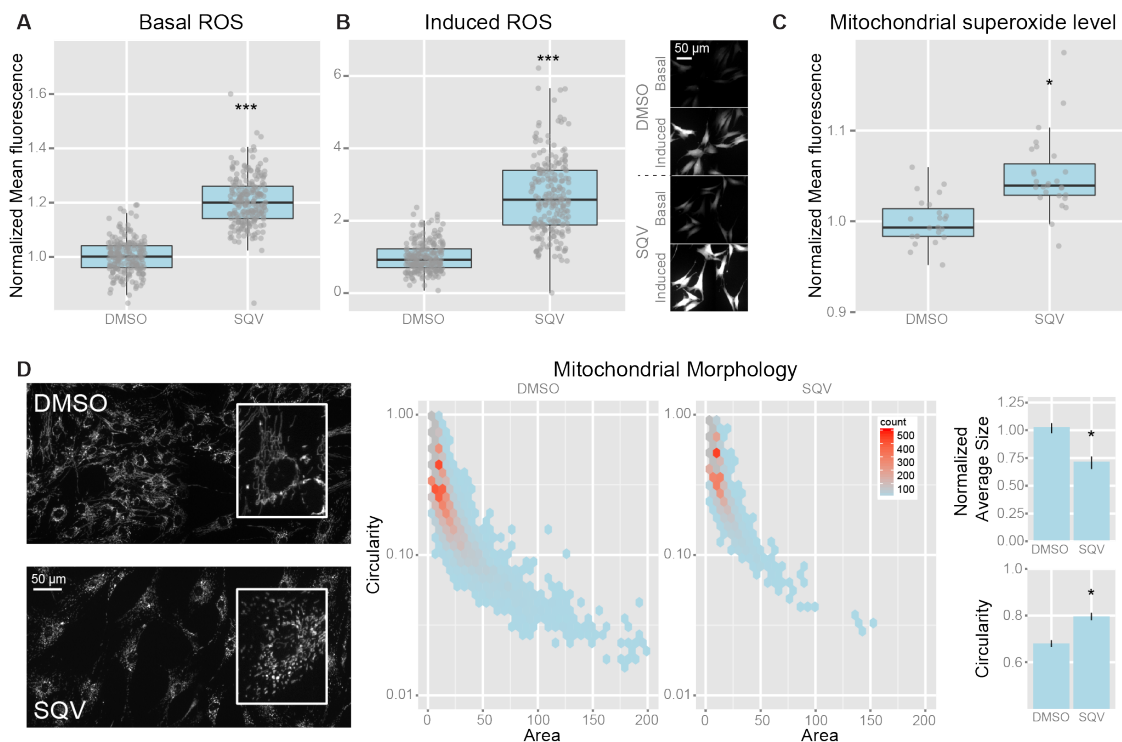 A
Basal ROS
Normalized Mean fluorescence
1.6
1.4
1.2
1.0
***
DMSO
SQV
B
Induced ROS
6
4
2
0
***
DMSO
SQV
50 µm
DMSO
SQV
Basal
Induced
Basal
Induced
C
Mitochondrial superoxide level
Normalized Mean fluorescence
1.1
1.0
0.9
*
DMSO
SQV
D
DMSO
50 µm
SQV
Mitochondrial Morphology
DMSO
SQV
Circularity
1.00
0.10
0.01
0
50
100
150
200
Area
1.00
0.10
0.01
0
50
100
150
200
Area
count
500
400
300
200
100
Normalized
Average Size
1.25
1.00
0.75
0.50
0.25
0.00
*
DMSO
SQV
Circularity
1.0
0.8
0.6
*
DMSO
SQV